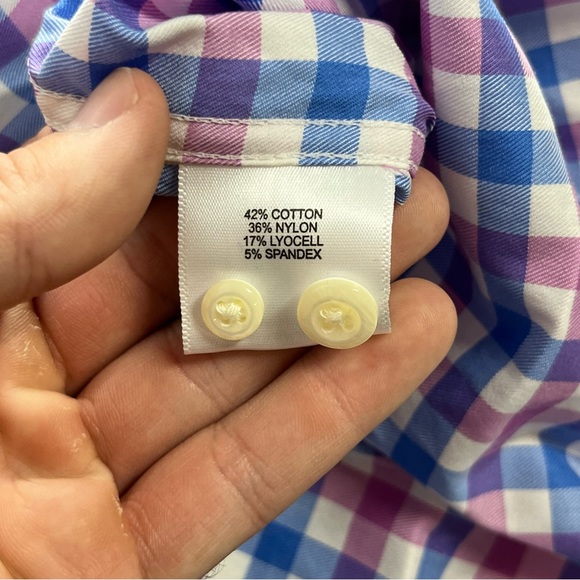 42% COTTON
36% NYLON
17% LYOCELL
5% SPANDEX